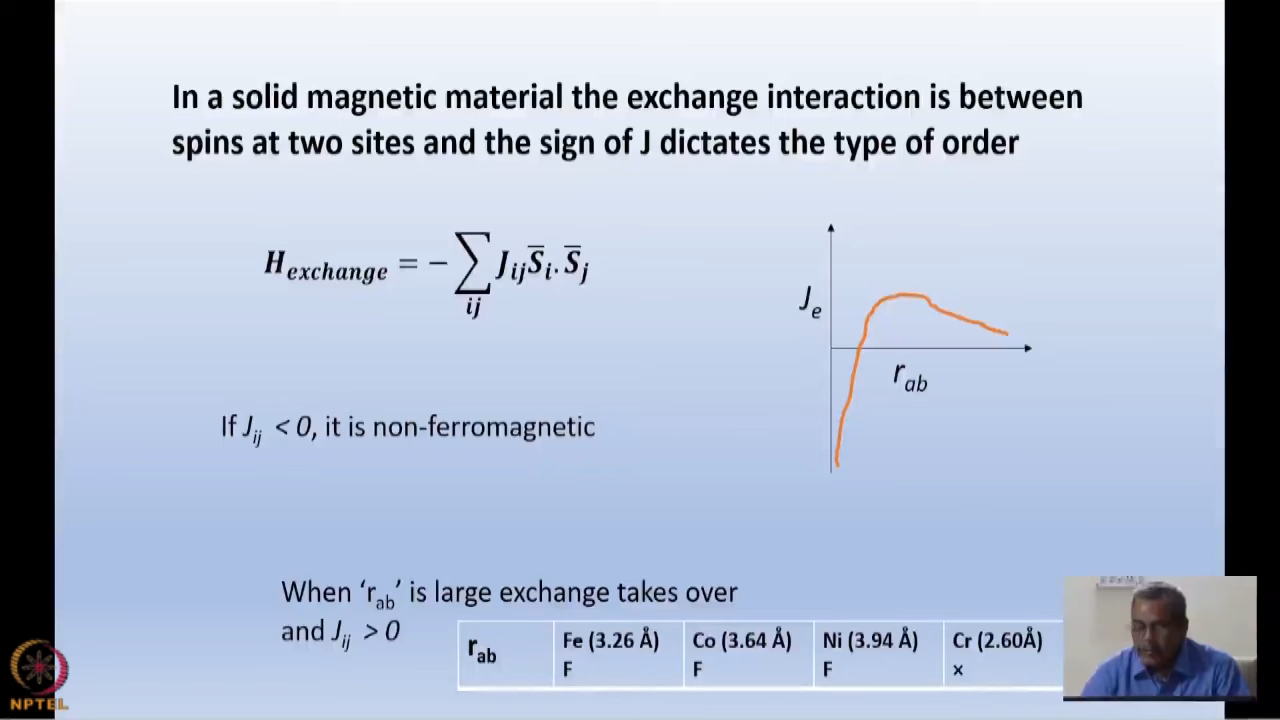 In a solid magnetic material the exchange interaction is between
spins at two sites and the sign of J dictates the type of order
H_exchange = − ∑_ij J_ij S̅_i. S̅_j
J_e
r_ab
If J_ij < 0, it is non-ferromagnetic
When ‘r_ab’ is large exchange takes over
and J_ij > 0
r_ab Fe (3.26 Å) Co (3.64 Å) Ni (3.94 Å) Cr (2.60Å)
F F F ×
NPTEL